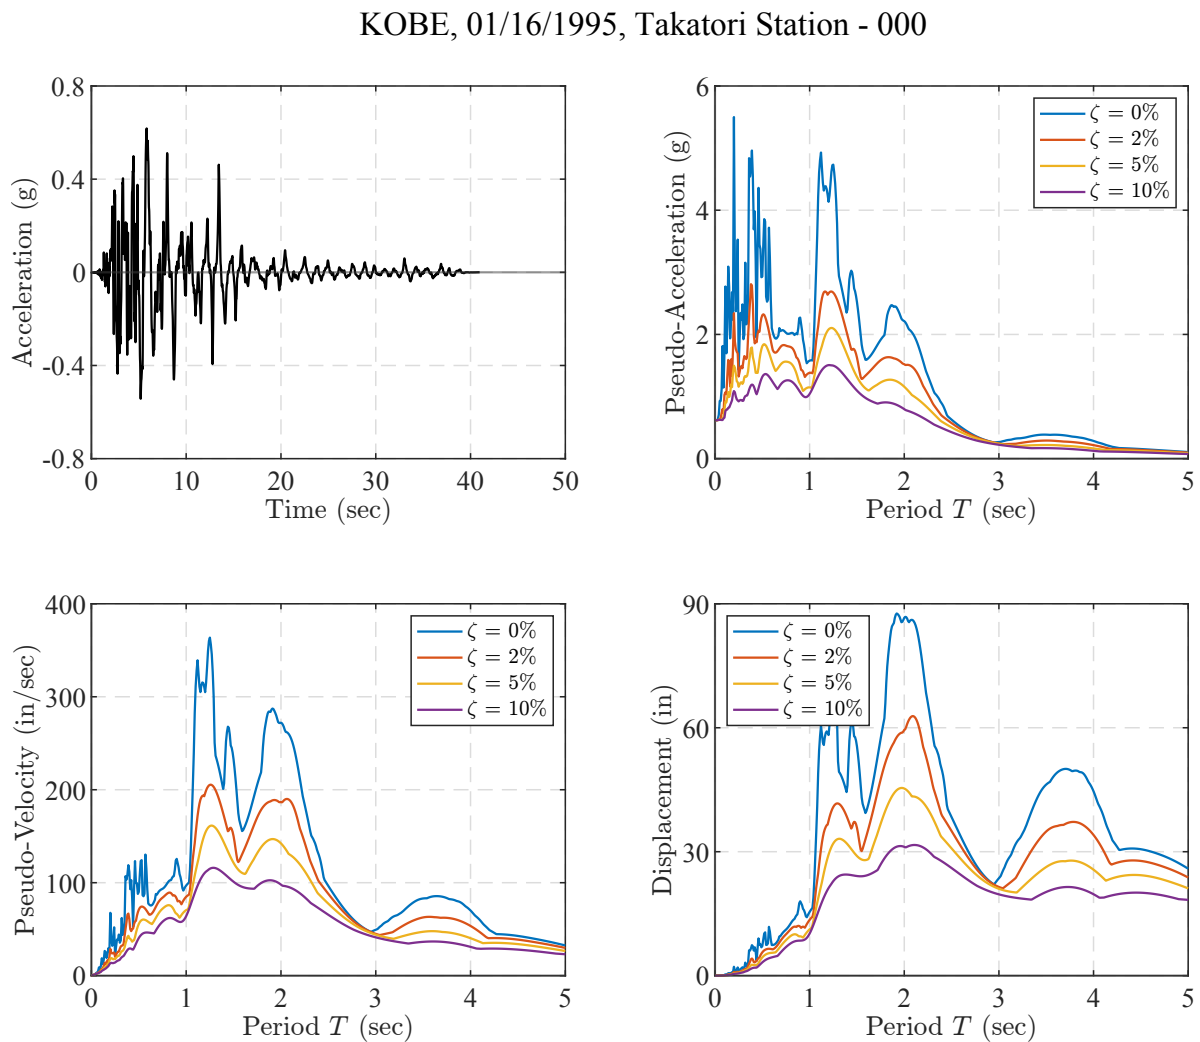 KOBE, 01/16/1995, Takatori Station - 000
0.8
0.4
0
-0.4
-0.8
Acceleration (g)
0 10 20 30 40 50
Time (sec)
6
4
2
0
Pseudo-Acceleration (g)
ζ = 0%
ζ = 2%
ζ = 5%
ζ = 10%
0 1 2 3 4 5
Period T (sec)
400
300
200
100
0
Pseudo-Velocity (in/sec)
ζ = 0%
ζ = 2%
ζ = 5%
ζ = 10%
0 1 2 3 4 5
Period T (sec)
90
60
30
0
Displacement (in)
ζ = 0%
ζ = 2%
ζ = 5%
ζ = 10%
0 1 2 3 4 5
Period T (sec)